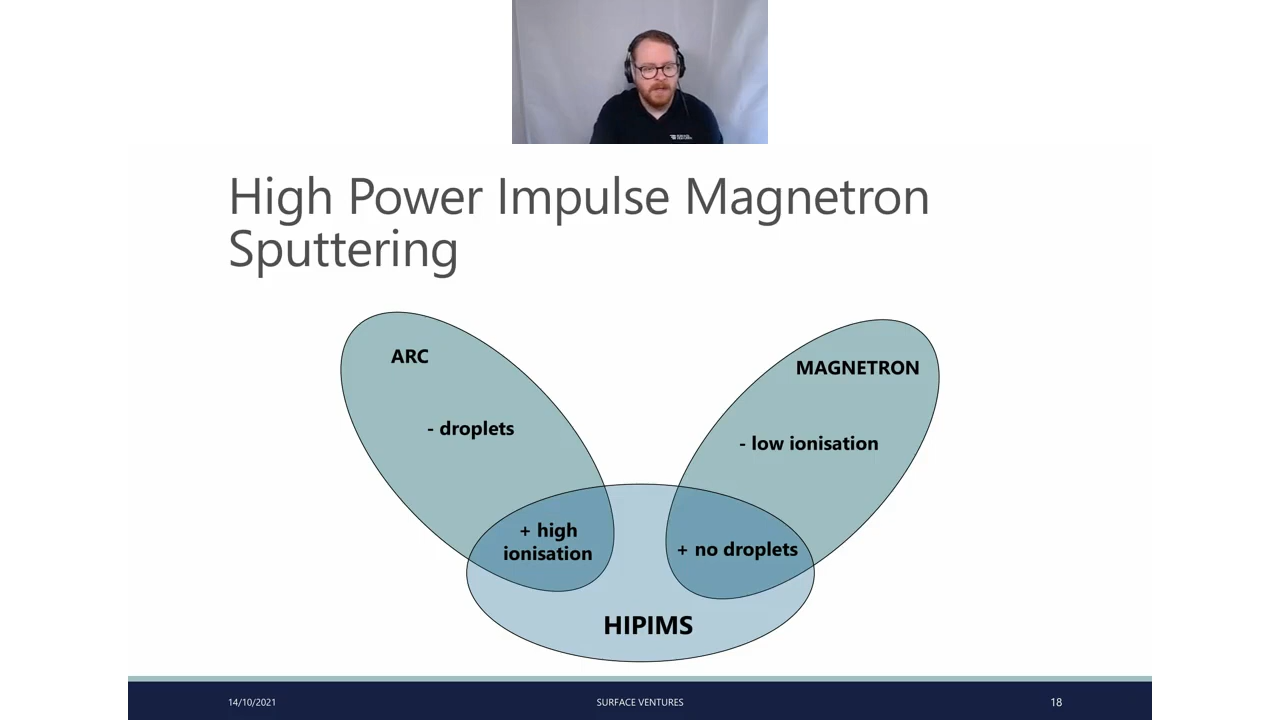 High Power Impulse Magnetron
Sputtering
ARC
MAGNETRON
- droplets
- low ionisation
+ high
ionisation
+ no droplets
HIPIMS
14/10/2021
SURFACE VENTURES
18